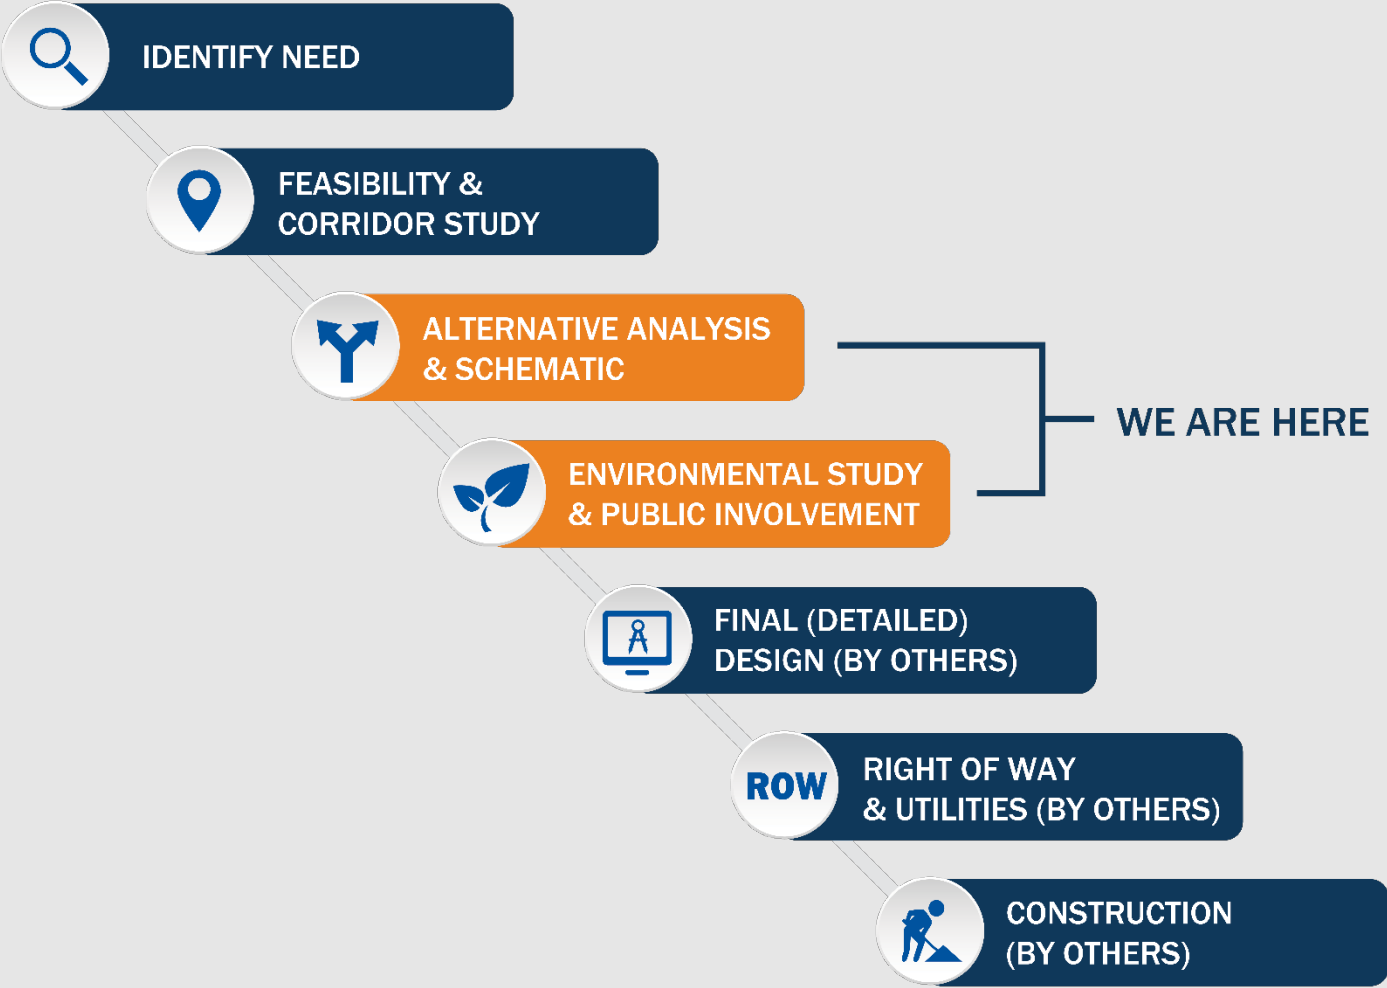 IDENTIFY NEED
FEASIBILITY &
CORRIDOR STUDY
ALTERNATIVE ANALYSIS
& SCHEMATIC
WE ARE HERE
ENVIRONMENTAL STUDY
& PUBLIC INVOLVEMENT
FINAL (DETAILED)
DESIGN (BY OTHERS)
ROW
RIGHT OF WAY
& UTILITIES (BY OTHERS)
CONSTRUCTION
(BY OTHERS)